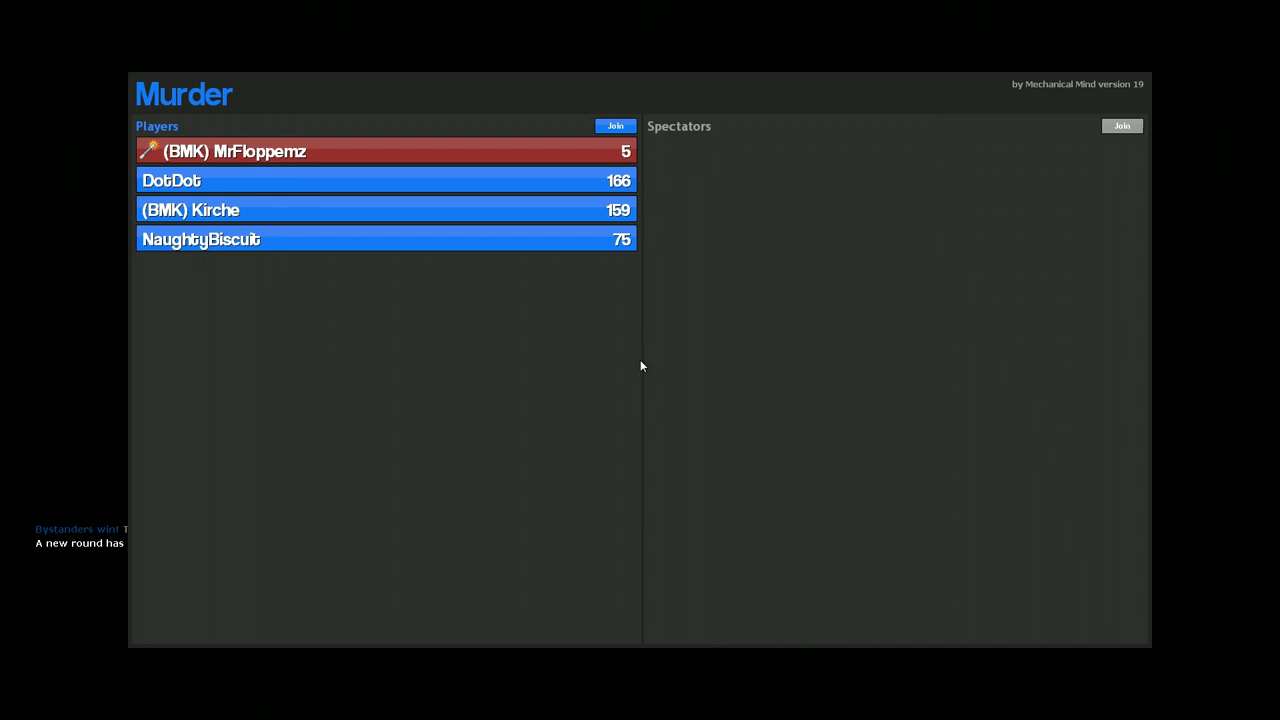 Murder
by Mechanical Mind version 19
Players
Join
Spectators
Join
(BMK) MrFloppemz 5
DotDot 166
(BMK) Kirche 159
NaughtyBiscuit 75
Bystanders win! T
A new round has